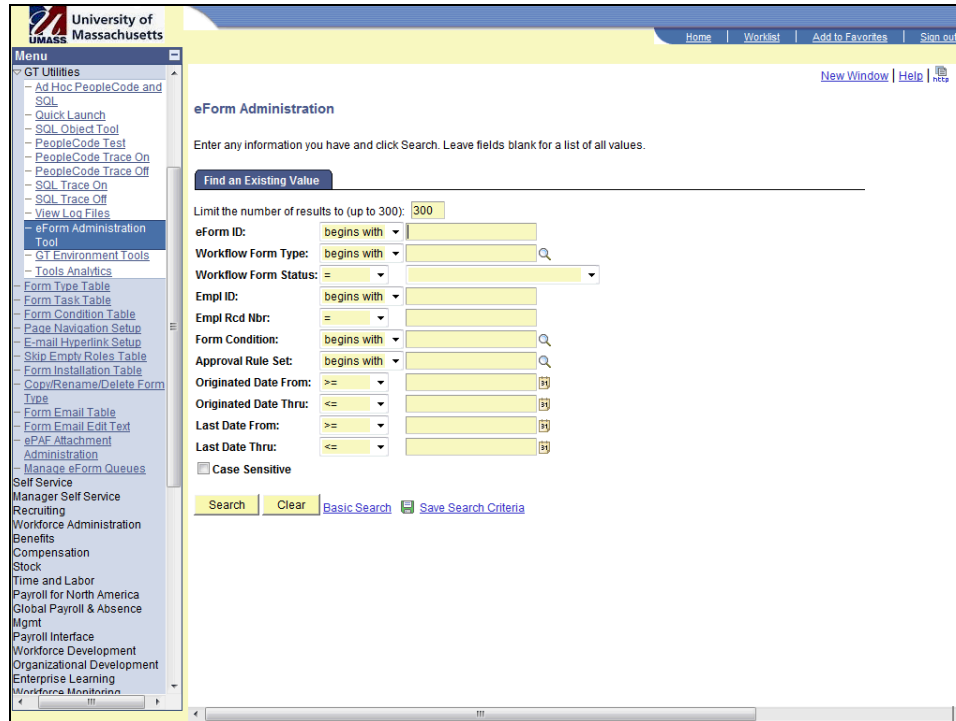 University of
Massachusetts
UMASS
Home | Worklist | Add to Favorites | Sign out
Menu
GT Utilities
Ad Hoc PeopleCode and
SQL
Quick Launch
SQL Object Tool
PeopleCode Test
PeopleCode Trace On
PeopleCode Trace Off
SQL Trace On
SQL Trace Off
View Log Files
eForm Administration
Tool
GT Environment Tools
Tools Analytics
Form Type Table
Form Task Table
Form Condition Table
Page Navigation Setup
E-mail Hyperlink Setup
Skip Empty Roles Table
Form Installation Table
Copy/Rename/Delete Form
Type
Form Email Table
Form Email Edit Text
ePAF Attachment
Administration
Manage eForm Queues
Self Service
Manager Self Service
Recruiting
Workforce Administration
Benefits
Compensation
Stock
Time and Labor
Payroll for North America
Global Payroll & Absence
Mgmt
Payroll Interface
Workforce Development
Organizational Development
Enterprise Learning
Workforce Monitoring
New Window | Help | http
eForm Administration
Enter any information you have and click Search. Leave fields blank for a list of all values.
Find an Existing Value
Limit the number of results to (up to 300): 300
eForm ID: begins with
Workflow Form Type: begins with
Workflow Form Status: =
Empl ID: begins with
Empl Rcd Nbr: =
Form Condition: begins with
Approval Rule Set: begins with
Originated Date From: >= 31
Originated Date Thru: <= 31
Last Date From: >= 31
Last Date Thru: <= 31
Case Sensitive
Search Clear Basic Search Save Search Criteria